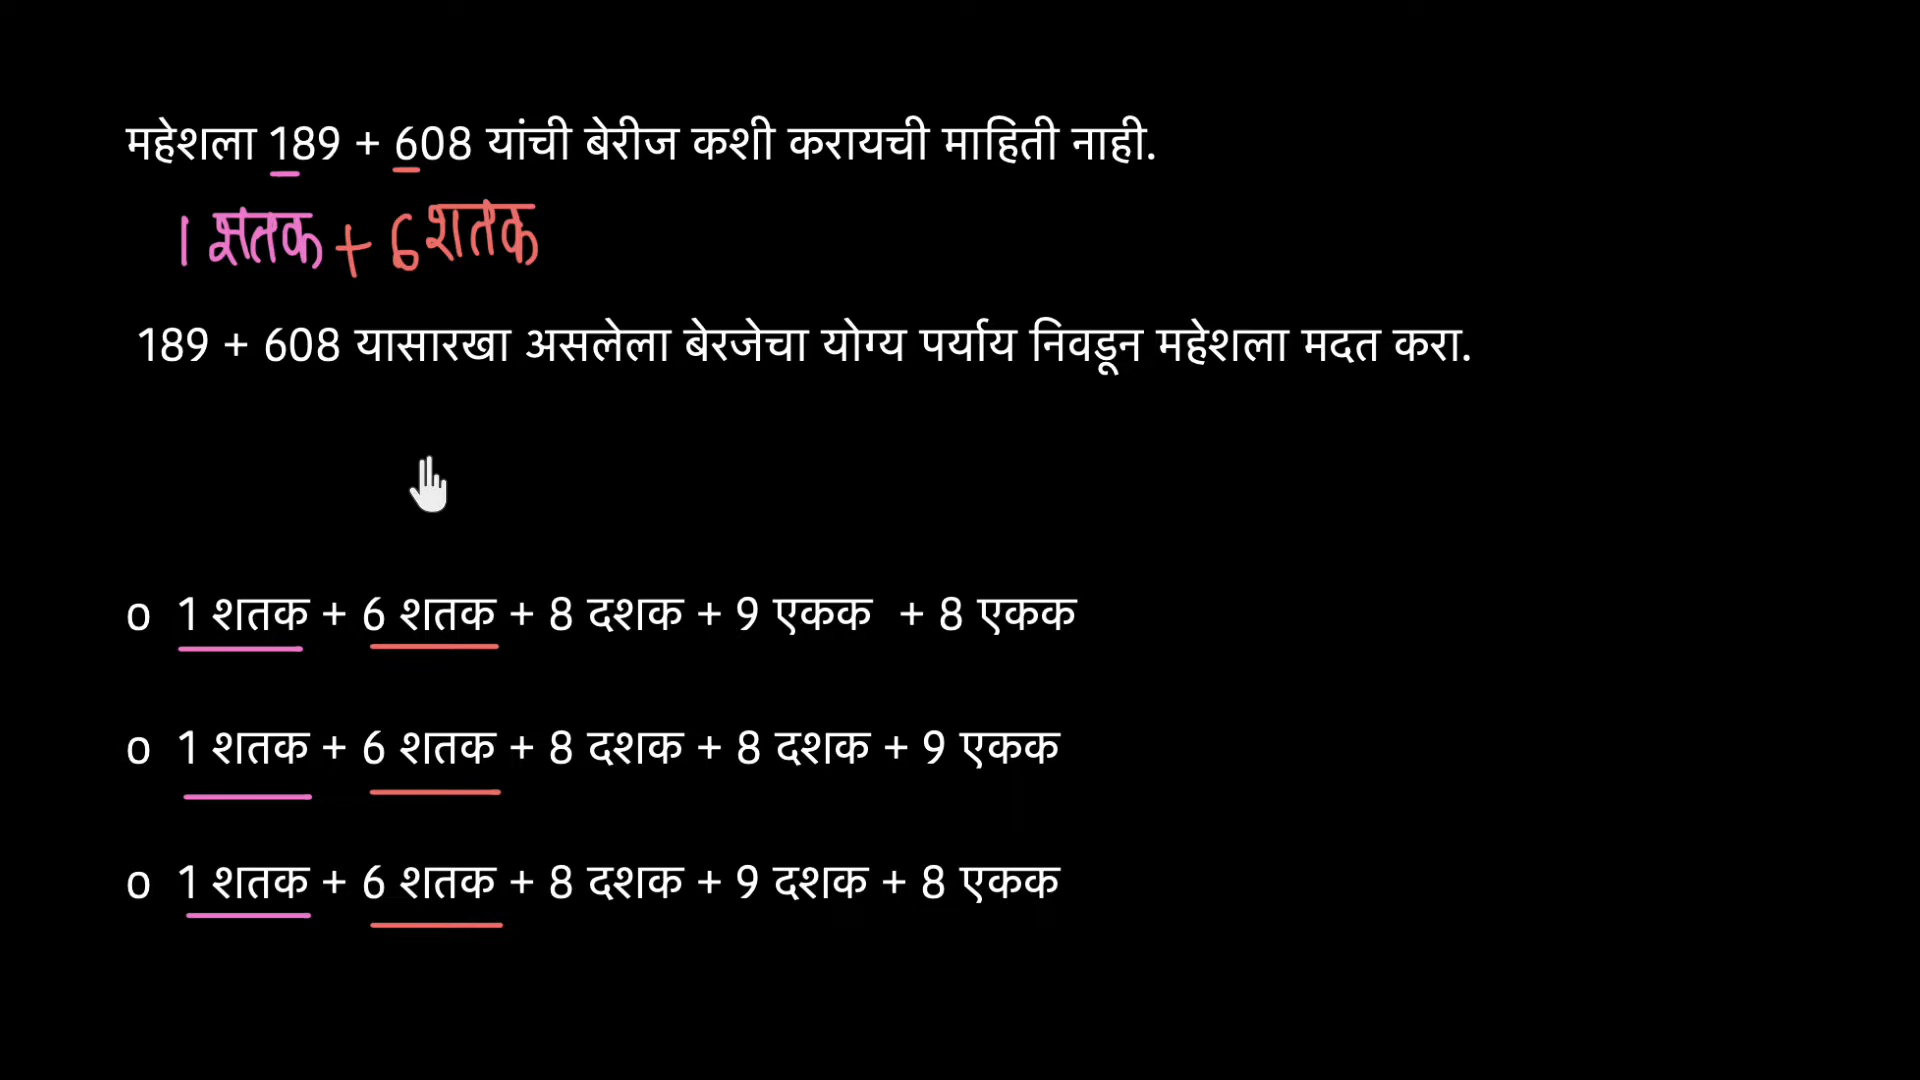 महेशला 189 + 608 यांची बेरीज कशी करायची माहिती नाही.
1 शतक + 6 शतक
189 + 608 यासारखा असलेला बेरजेचा योग्य पर्याय निवडून महेशला मदत करा.
o 1 शतक + 6 शतक + 8 दशक + 9 एकक + 8 एकक
o 1 शतक + 6 शतक + 8 दशक + 8 दशक + 9 एकक
o 1 शतक + 6 शतक + 8 दशक + 9 दशक + 8 एकक